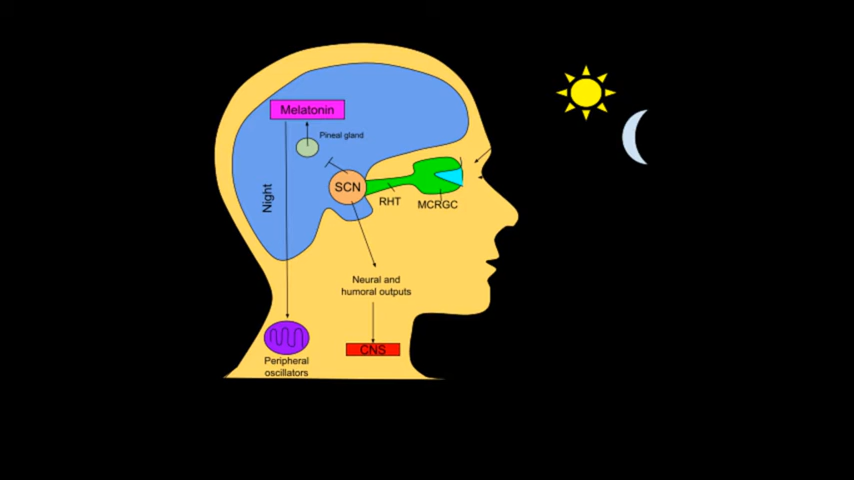 Melatonin
Pineal gland
SCN
Night
RHT
MCRGC
Neural and
humoral outputs
CNS
Peripheral
oscillators